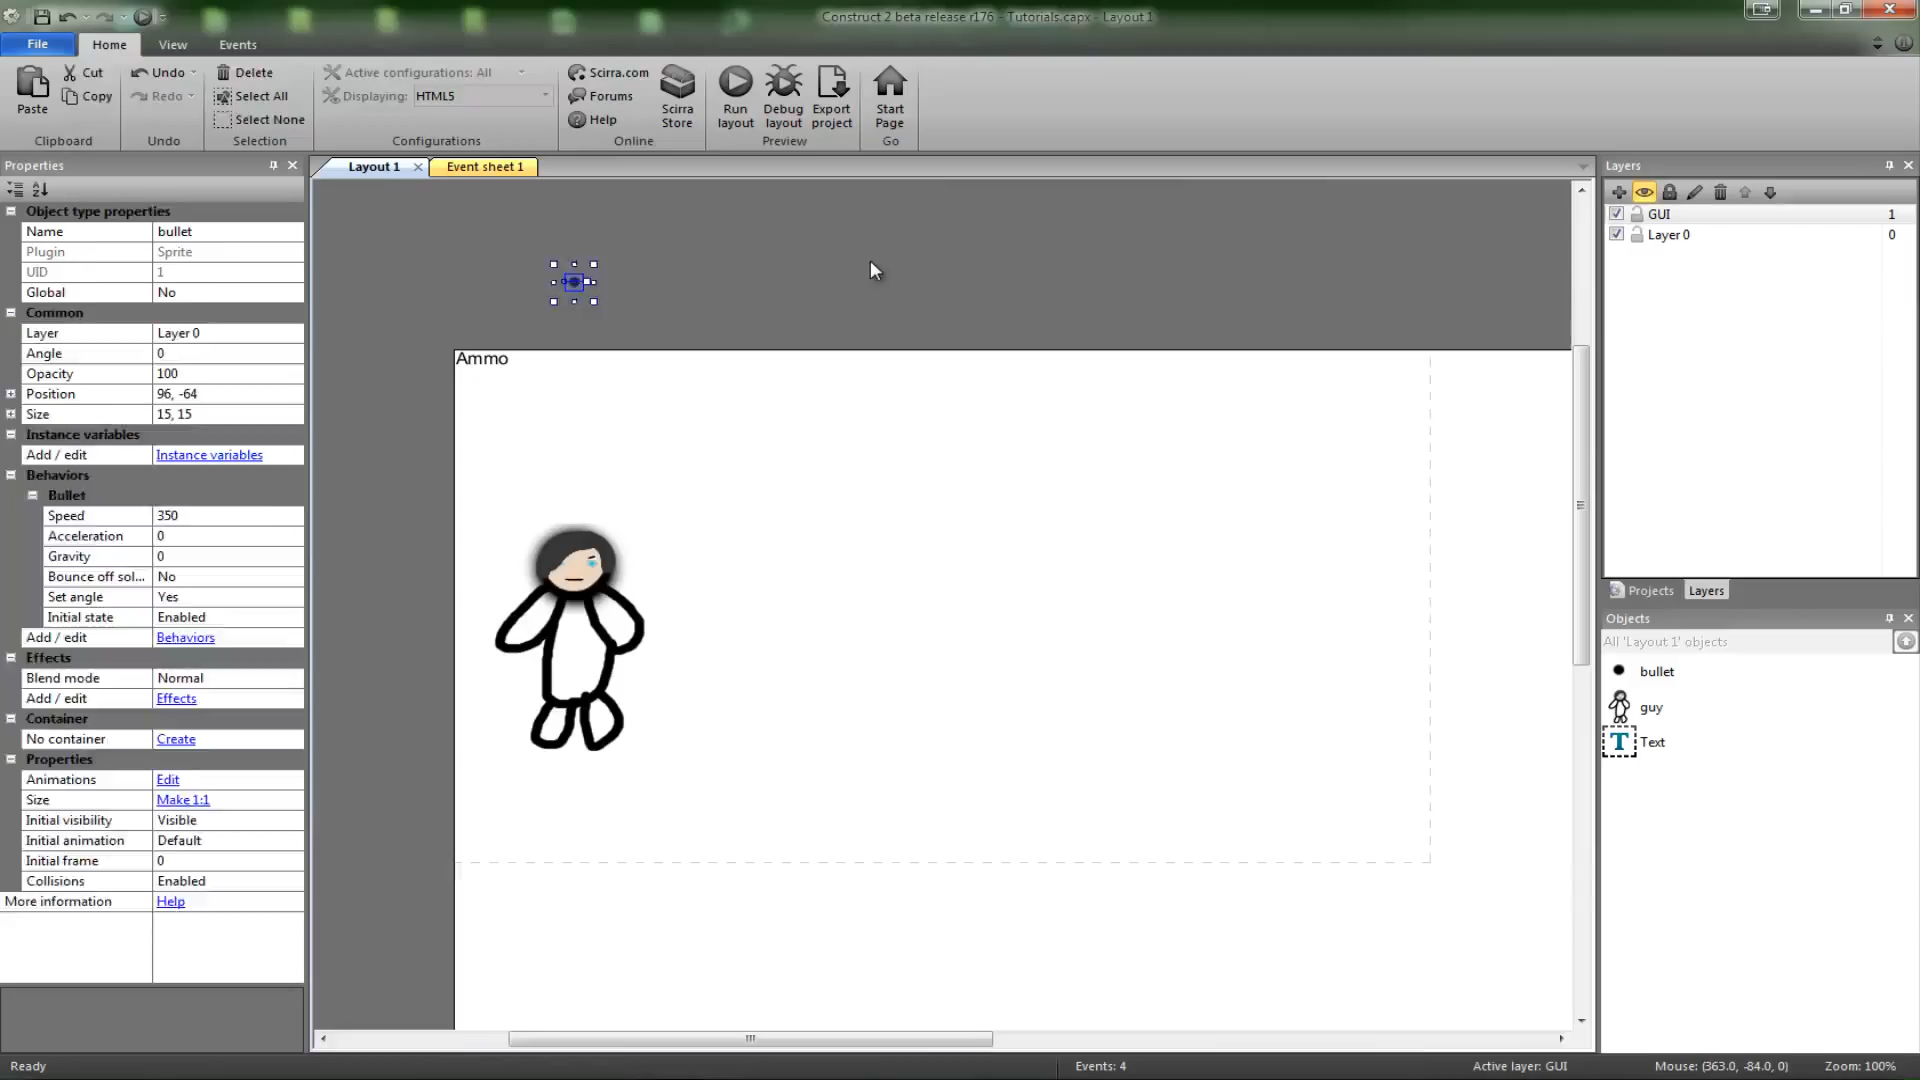 Construct 2 beta release r176 - Tutorials.capx - Layout 1
File Home View Events
Paste
Cut
Copy
Clipboard
Undo
Redo
Undo
Delete
Select All
Select None
Selection
Active configurations: All
Displaying: HTML5
Configurations
Scirra.com
Forums
Help
Scirra Store
Online
Run layout
Debug layout
Export project
Preview
Start Page
Go
Properties
Object type properties
Name bullet
Plugin Sprite
UID 1
Global No
Common
Layer Layer 0
Angle 0
Opacity 100
Position 96, -64
Size 15, 15
Instance variables
Add / edit Instance variables
Behaviors
Bullet
Speed 350
Acceleration 0
Gravity 0
Bounce off sol... No
Set angle Yes
Initial state Enabled
Add / edit Behaviors
Effects
Blend mode Normal
Add / edit Effects
Container
No container Create
Properties
Animations Edit
Size Make 1:1
Initial visibility Visible
Initial animation Default
Initial frame 0
Collisions Enabled
More information Help
Layout 1 Event sheet 1
Ammo
Layers
GUI 1
Layer 0 0
Projects Layers
Objects
All 'Layout 1' objects
bullet
guy
T Text
Ready Events: 4 Active layer: GUI Mouse: (363.0, -84.0, 0) Zoom: 100%